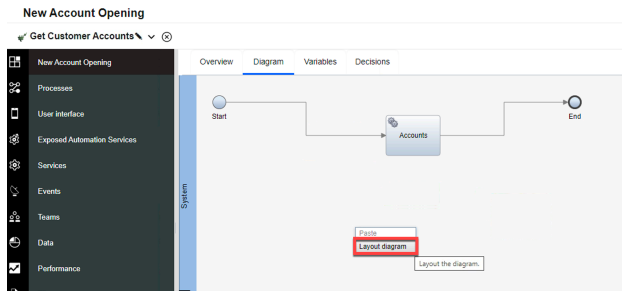 New Account Opening
Get Customer Accounts
New Account Opening
Processes
User interface
Exposed Automation Services
Services
Events
Teams
Data
Performance
Overview Diagram Variables Decisions
System
Start
Accounts
End
Paste
Layout diagram
Layout the diagram.